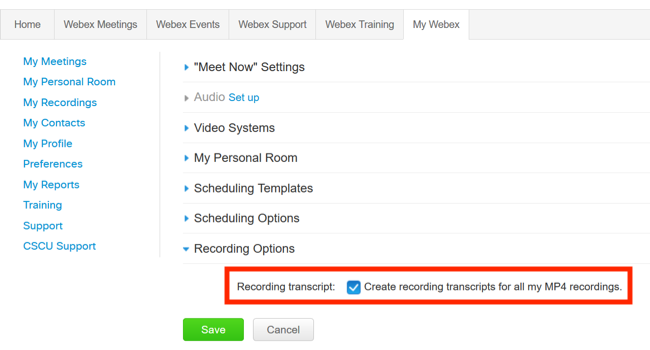 Home Webex Meetings Webex Events Webex Support Webex Training My Webex
My Meetings
My Personal Room
My Recordings
My Contacts
My Profile
Preferences
My Reports
Training
Support
CSCU Support
"Meet Now" Settings
Audio Set up
Video Systems
My Personal Room
Scheduling Templates
Scheduling Options
Recording Options
Recording transcript: Create recording transcripts for all my MP4 recordings.
Save Cancel